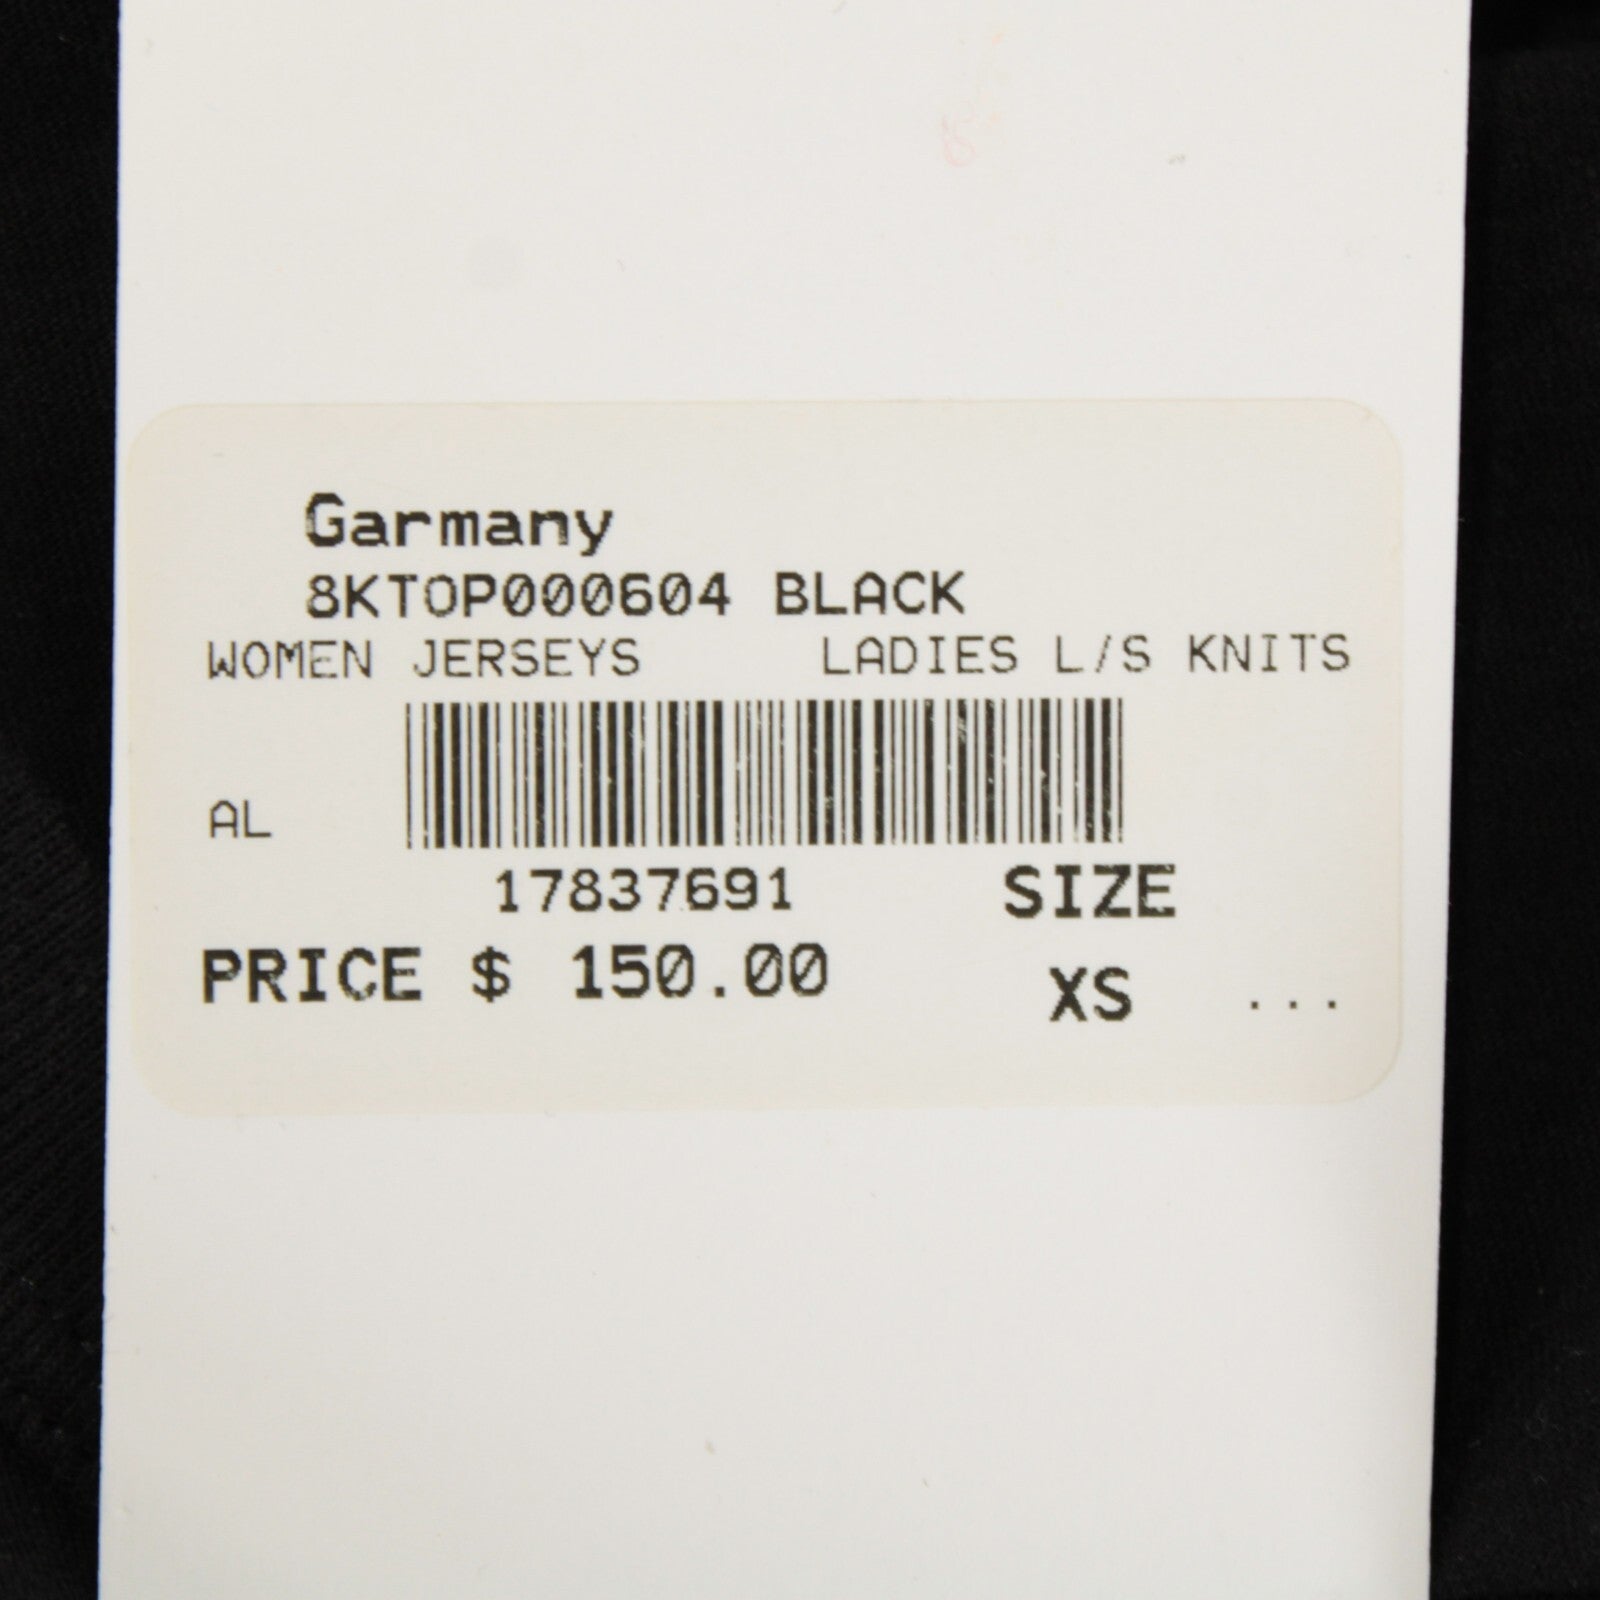 Garmany
8KTOP000604 BLACK
WOMEN JERSEYS LADIES L/S KNITS
AL
17837691 SIZE
PRICE $ 150.00 XS ...